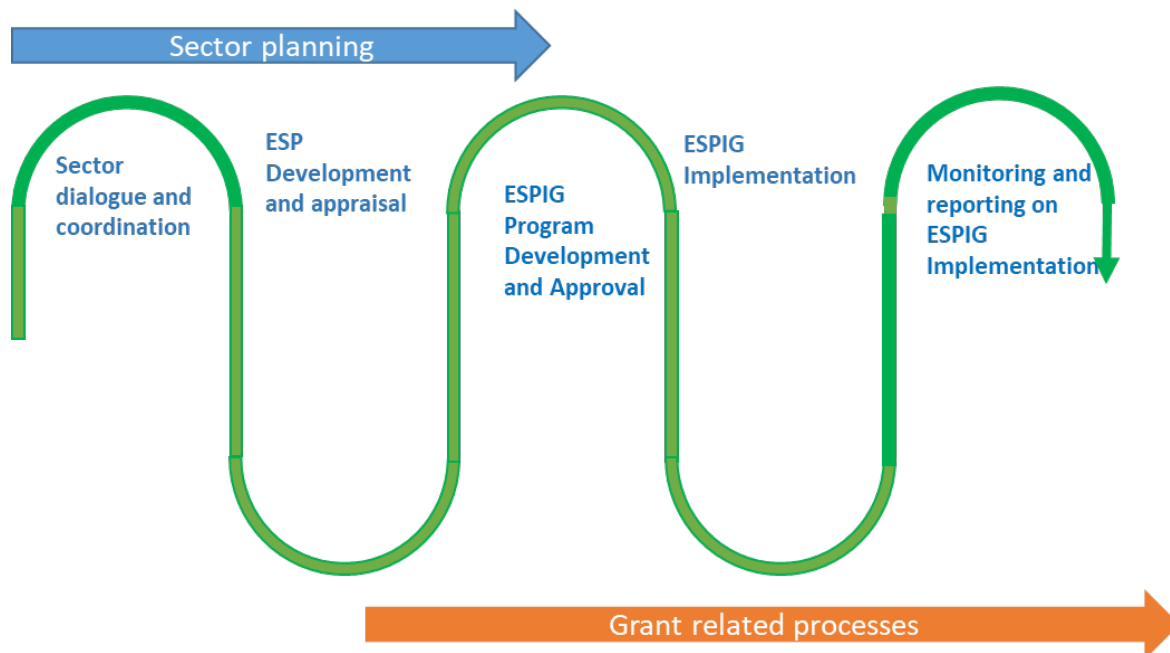 Sector planning
Sector
dialogue and
coordination
ESP
Development
and appraisal
ESPIG
Program
Development
and Approval
ESPIG
Implementation
Monitoring and
reporting on
ESPIG
Implementation
Grant related processes